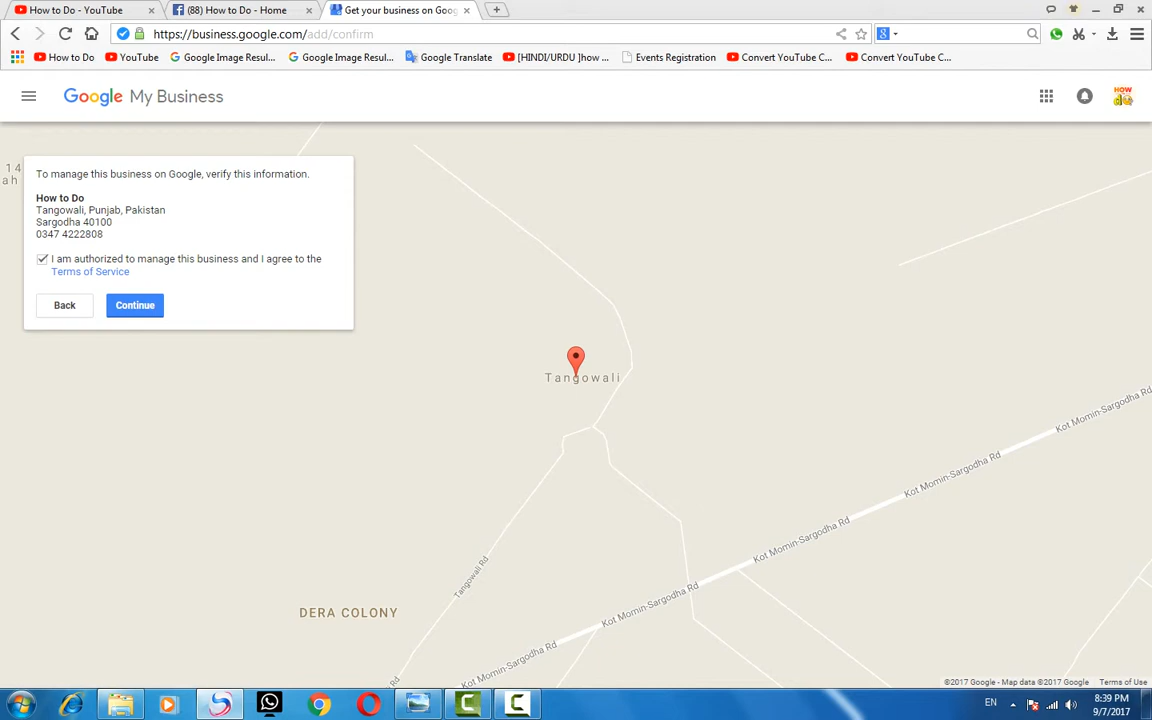 How to Do - YouTube
(88) How to Do - Home
Get your business on Goog
https://business.google.com/add/confirm
How to Do
YouTube
Google Image Resul...
Google Image Resul...
Google Translate
[HINDI/URDU ]how ...
Events Registration
Convert YouTube C...
Convert YouTube C...
Google My Business
HOW
14
ah
To manage this business on Google, verify this information.
How to Do
Tangowali, Punjab, Pakistan
Sargodha 40100
0347 4222808
I am authorized to manage this business and I agree to the
Terms of Service
Back
Continue
Tangowali
Kot Momin-Sargodha Rd
Kot Momin-Sargodha Rd
Kot Momin-Sargodha Rd
Kot Momin-Sargodha Rd
Kot Momin-Sargodha Rd
Tangowali Rd
DERA COLONY
Rd
©2017 Google - Map data ©2017 Google
Terms of Use
EN
8:39 PM
9/7/2017